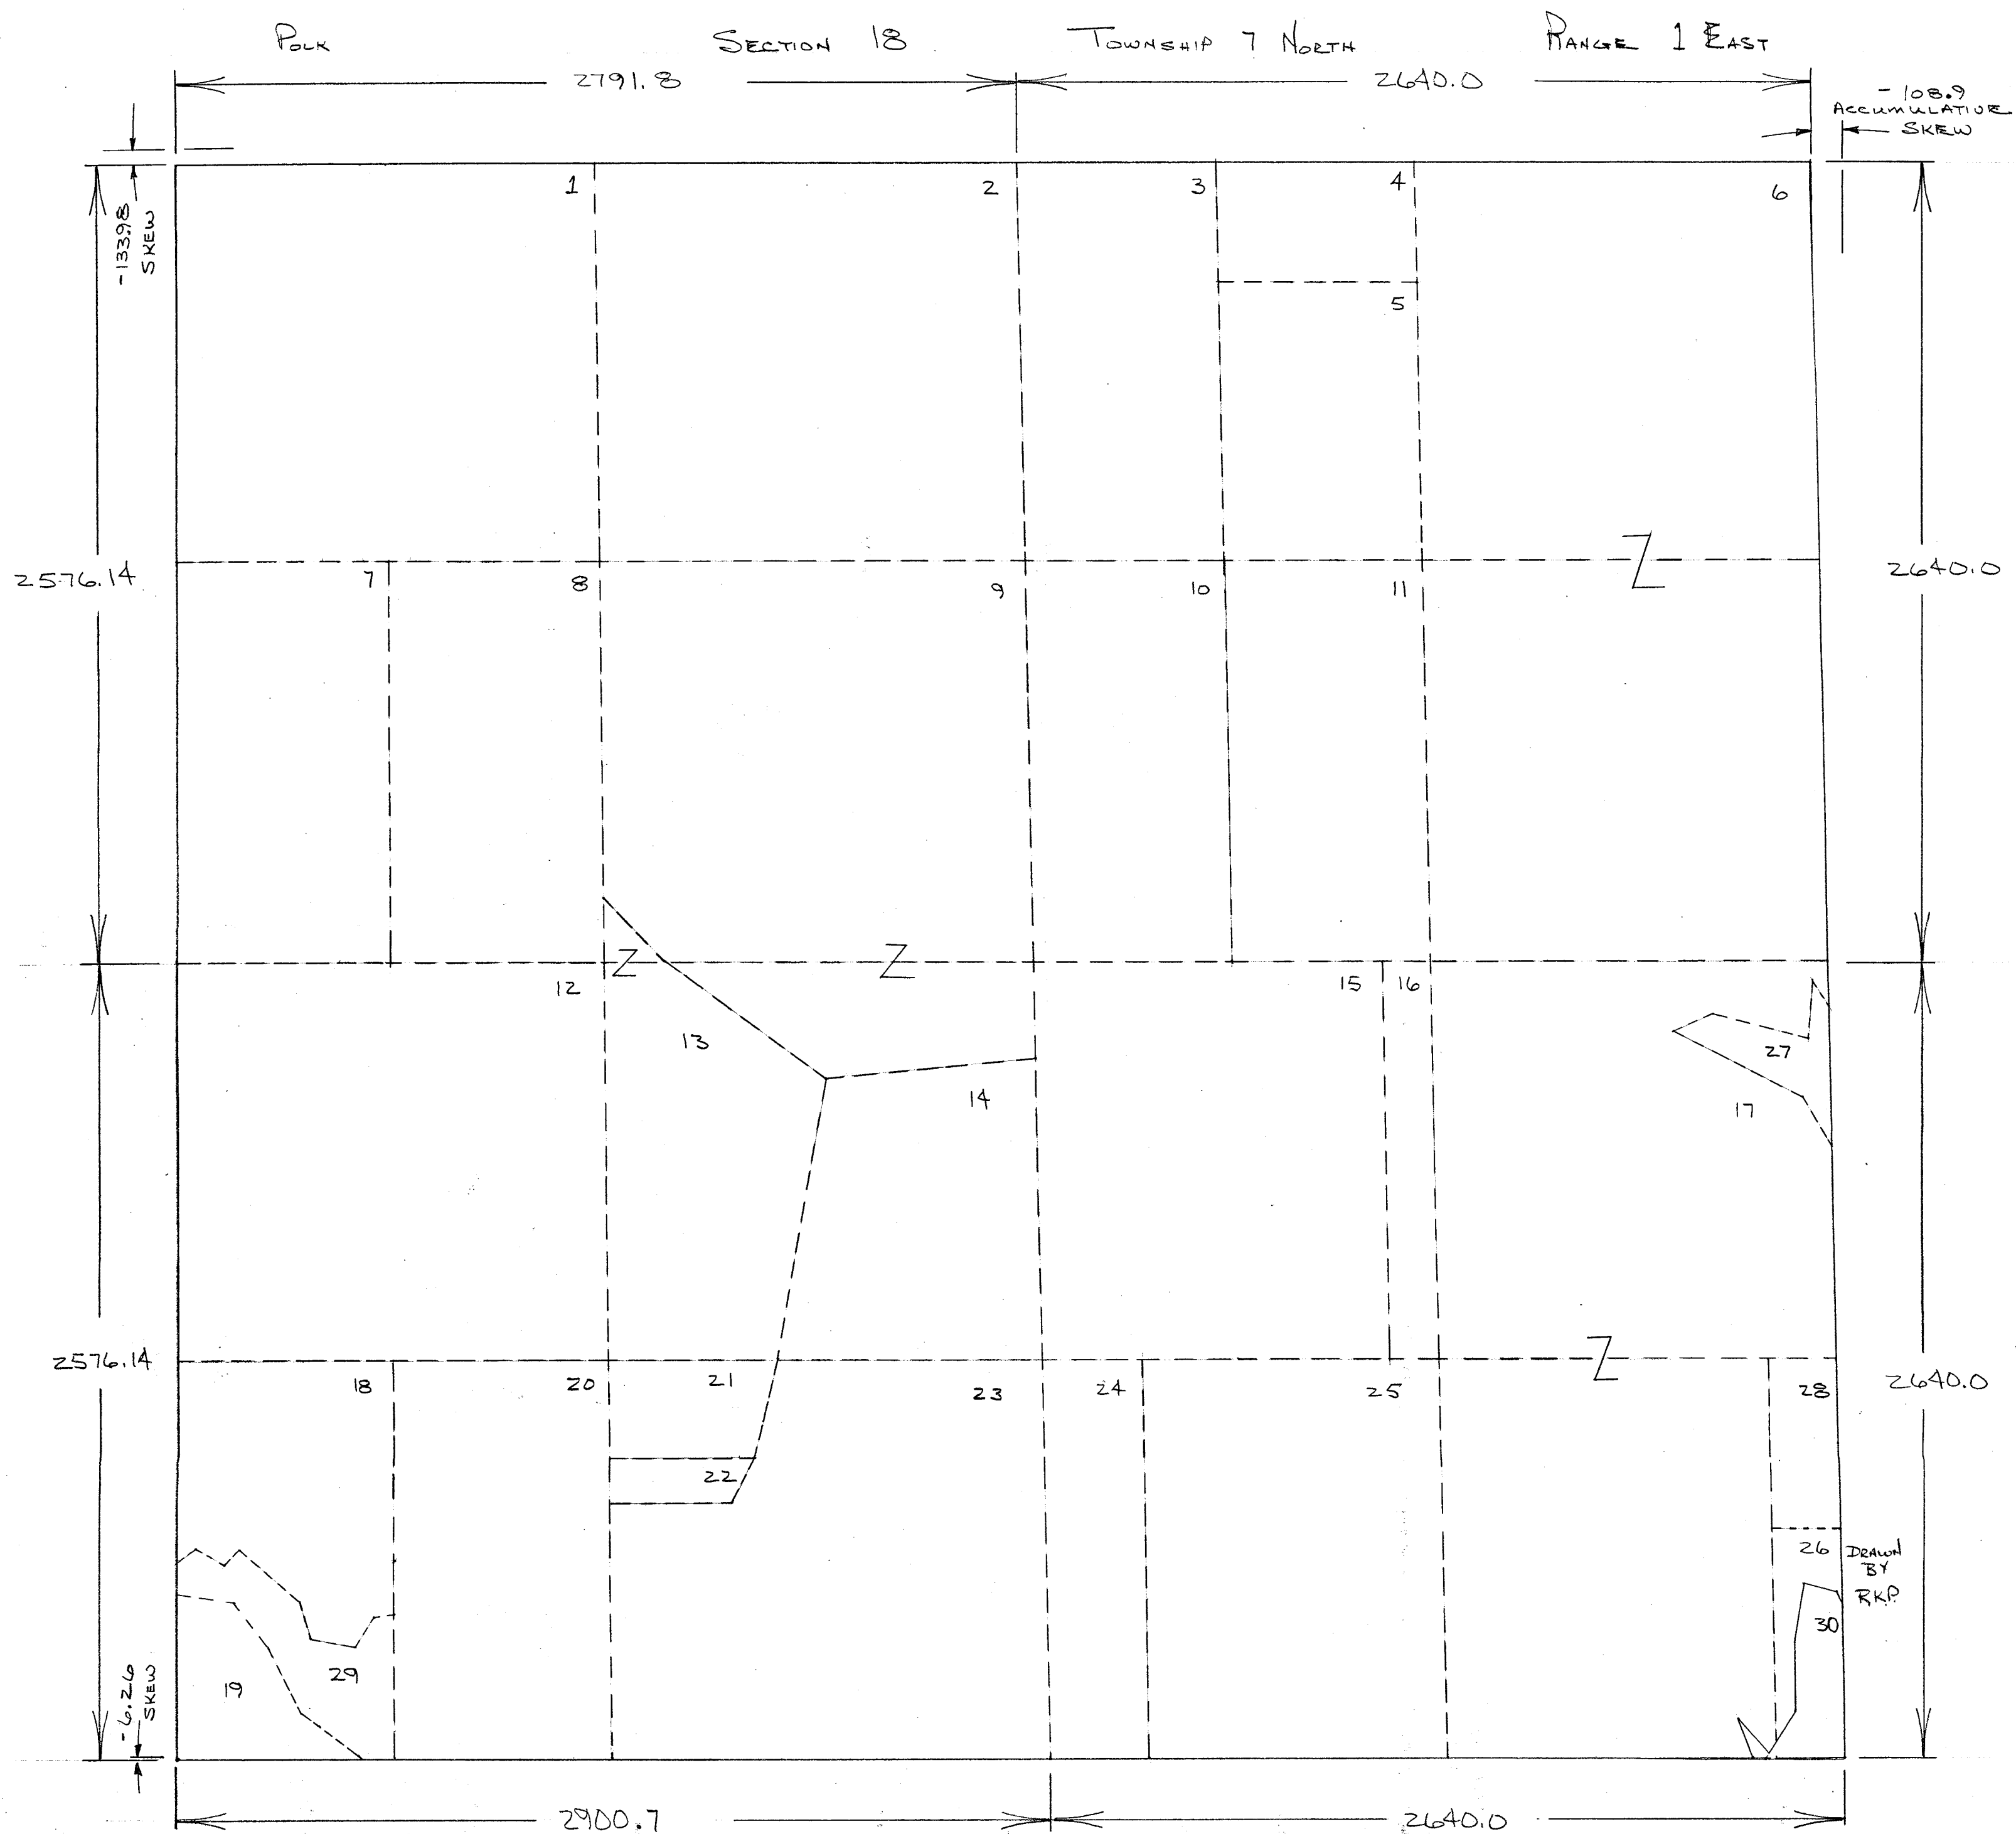 POLK SECTION 18 TOWNSHIP 7 NORTH RANGE 1 EAST
2791.8 2640.0
-108.9
ACCUMULATIVE
SKEW
-133.98
SKEW
1 2 3 4 6
5
2576.14 2640.0
7 8 9 10 11 Z
Z Z
12 15 16
13 27
14 17
2576.14 2640.0
Z
18 20 21 23 24 25 28
22
26
DRAWN
BY
RKP
30
29
19
-6.26
SKEW
2900.7 2640.0